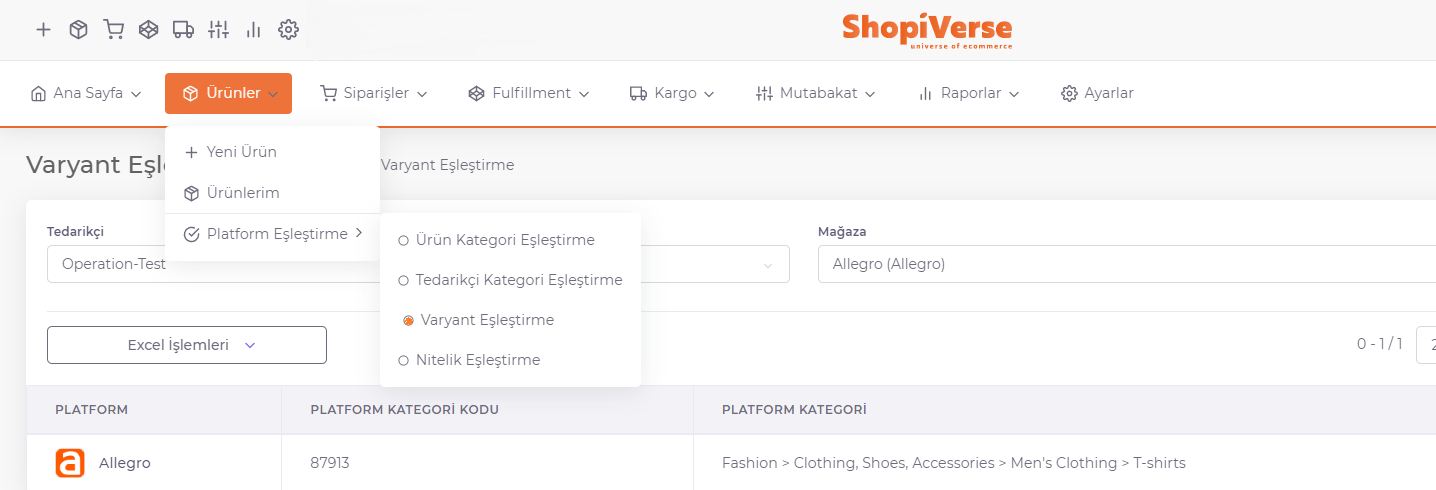 ShopiVerse
universe of ecommerce
Ana Sayfa Ürünler Siparişler Fulfillment Kargo Mutabakat Raporlar Ayarlar
Varyant Eşl
Varyant Eşleştirme
Yeni Ürün
Ürünlerim
Platform Eşleştirme
Ürün Kategori Eşleştirme
Tedarikçi Kategori Eşleştirme
Varyant Eşleştirme
Nitelik Eşleştirme
Tedarikçi
Operation-Test
Mağaza
Allegro (Allegro)
Excel İşlemleri
0 - 1 / 1
2
PLATFORM PLATFORM KATEGORİ KODU PLATFORM KATEGORİ
Allegro 87913 Fashion > Clothing, Shoes, Accessories > Men's Clothing > T-shirts